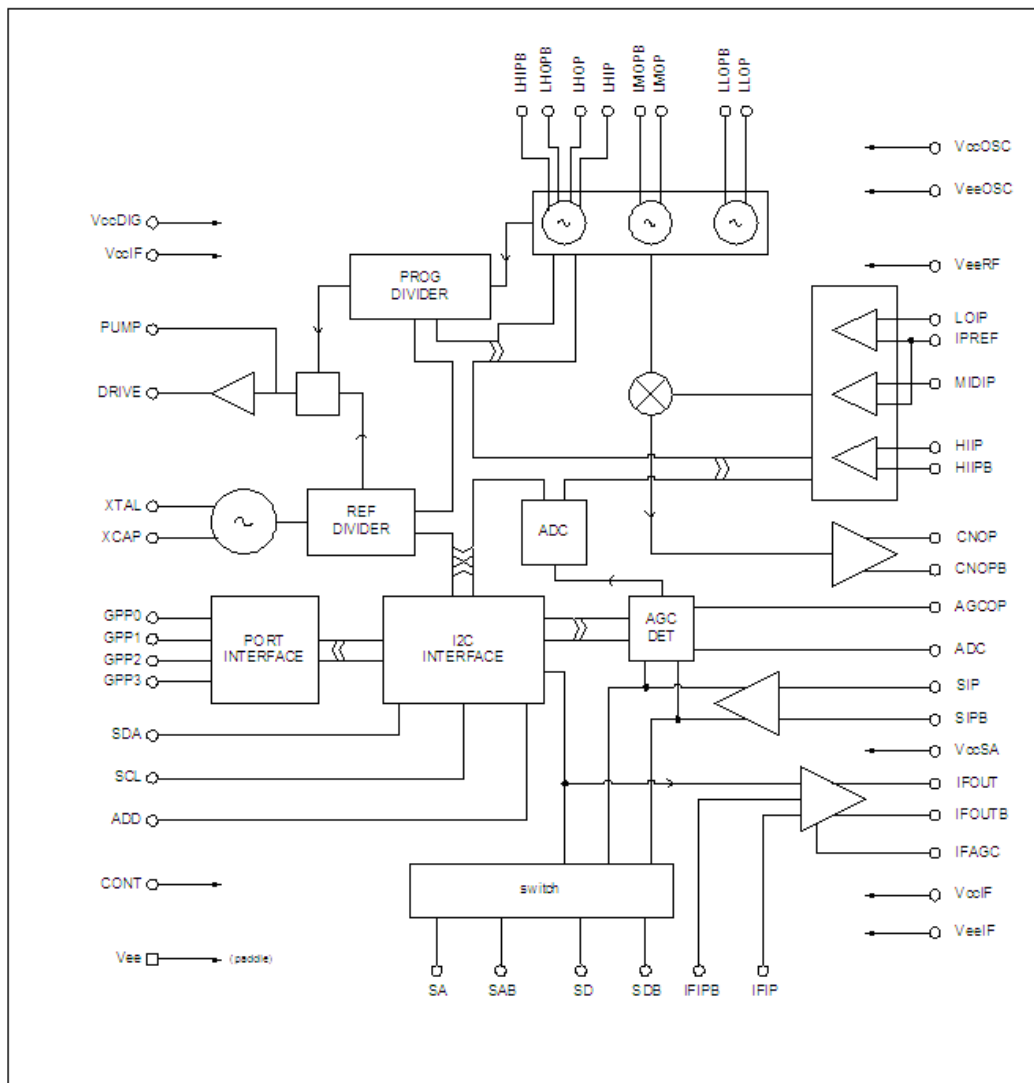 LHIPB
LHOPB
LHOP
LHIP
LMOPB
LMOP
LLOPB
LLOP
VccOSC
VeeOSC
VccDIG
VccIF
VeeRF
PROG
DIVIDER
PUMP
LOIP
IPREF
DRIVE
MIDIP
HIIP
HIIPB
XTAL
REF
DIVIDER
ADC
XCAP
CNOP
CNOPB
GPP0
GPP1
GPP2
GPP3
PORT
INTERFACE
I2C
INTERFACE
AGC
DET
AGCOP
ADC
SIP
SIPB
SDA
VccSA
SCL
IFOUT
ADD
IFOUTB
IFAGC
CONT
switch
VccIF
VeeIF
Vee
(paddle)
SA
SAB
SD
SDB
IFIPB
IFIP